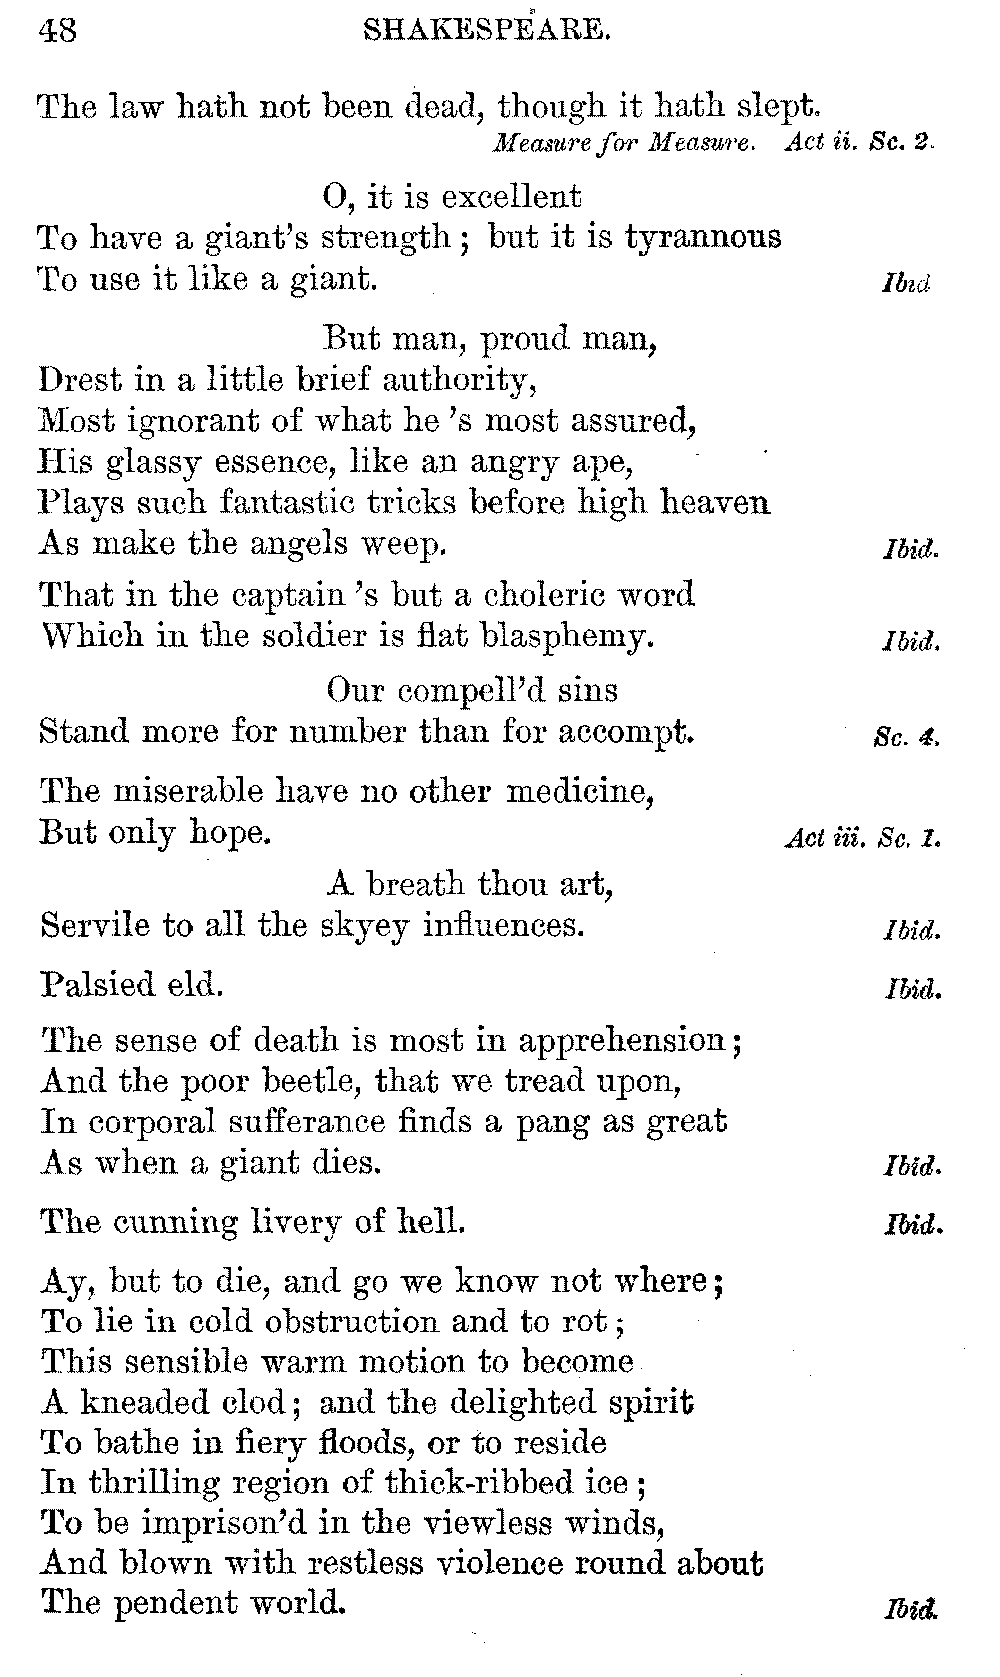 48 SHAKESPEARE.
The law hath not been dead, though it hath slept.
Measure for Measure. Act ii. Sc. 2.
O, it is excellent
To have a giant's strength; but it is tyrannous
To use it like a giant. Ibid
But man, proud man,
Drest in a little brief authority,
Most ignorant of what he 's most assured,
His glassy essence, like an angry ape,
Plays such fantastic tricks before high heaven
As make the angels weep. Ibid.
That in the captain 's but a choleric word
Which in the soldier is flat blasphemy. Ibid.
Our compell'd sins
Stand more for number than for accompt. Sc. 4.
The miserable have no other medicine,
But only hope. Act iii. Sc. 1.
A breath thou art,
Servile to all the skyey influences. Ibid.
Palsied eld. Ibid.
The sense of death is most in apprehension;
And the poor beetle, that we tread upon,
In corporal sufferance finds a pang as great
As when a giant dies. Ibid.
The cunning livery of hell. Ibid.
Ay, but to die, and go we know not where;
To lie in cold obstruction and to rot;
This sensible warm motion to become
A kneaded clod; and the delighted spirit
To bathe in fiery floods, or to reside
In thrilling region of thick-ribbed ice;
To be imprison'd in the viewless winds,
And blown with restless violence round about
The pendent world. Ibid.